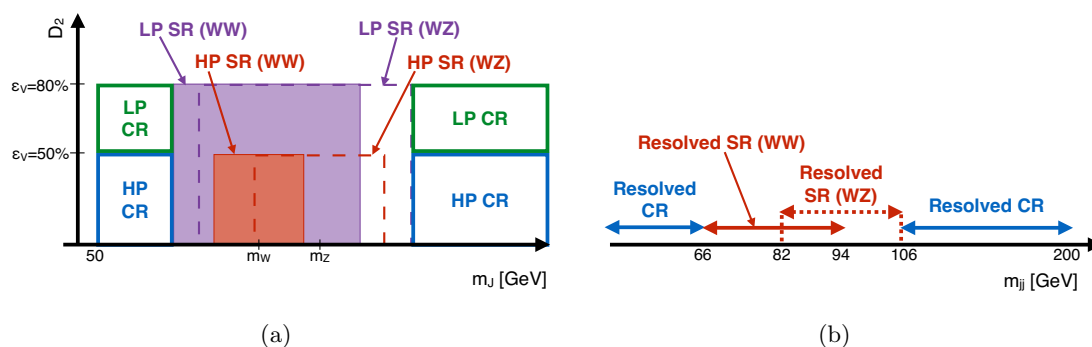 D₂
LP SR (WW)
LP SR (WZ)
HP SR (WW)
HP SR (WZ)
εV=80%
LP
CR
LP CR
εV=50%
HP
CR
HP CR
50
mW
mZ
mJ [GeV]
(a)
Resolved SR (WW)
Resolved
CR
Resolved
SR (WZ)
Resolved CR
66
82
94
106
200
mjj [GeV]
(b)